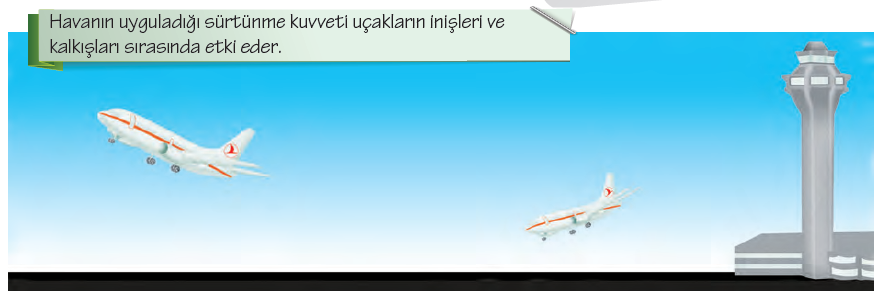 Havanın uyguladığı sürtünme kuvveti uçakların inişleri ve
kalkışları sırasında etki eder.